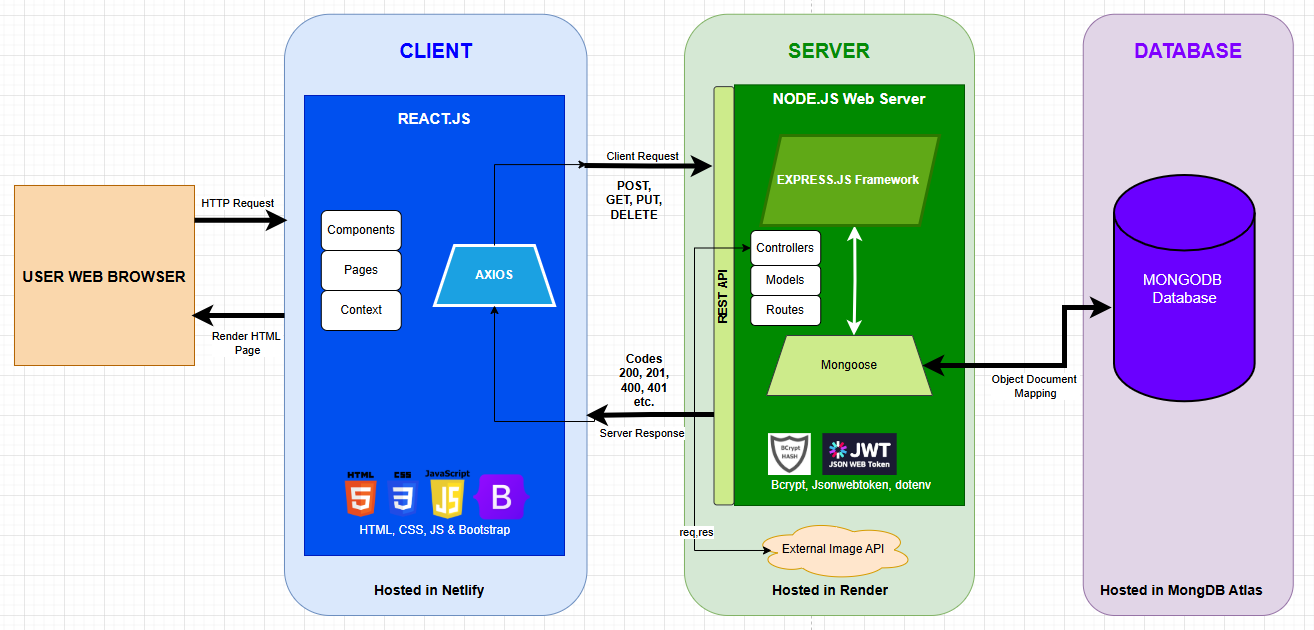 CLIENT
SERVER
DATABASE
REACT.JS
NODE.JS Web Server
HTTP Request
USER WEB BROWSER
Render HTML
Page
Components
Pages
Context
AXIOS
HTML
5
CSS
3
JavaScript
JS
B
HTML, CSS, JS & Bootstrap
Hosted in Netlify
Client Request
POST,
GET, PUT,
DELETE
Codes
200, 201,
400, 401
etc.
Server Response
REST API
EXPRESS.JS Framework
Controllers
Models
Routes
Mongoose
BCrypt
HASH
JWT
JSON WEB Token
Bcrypt, Jsonwebtoken, dotenv
req,res
External Image API
Hosted in Render
Object Document
Mapping
MONGODB
Database
Hosted in MongDB Atlas